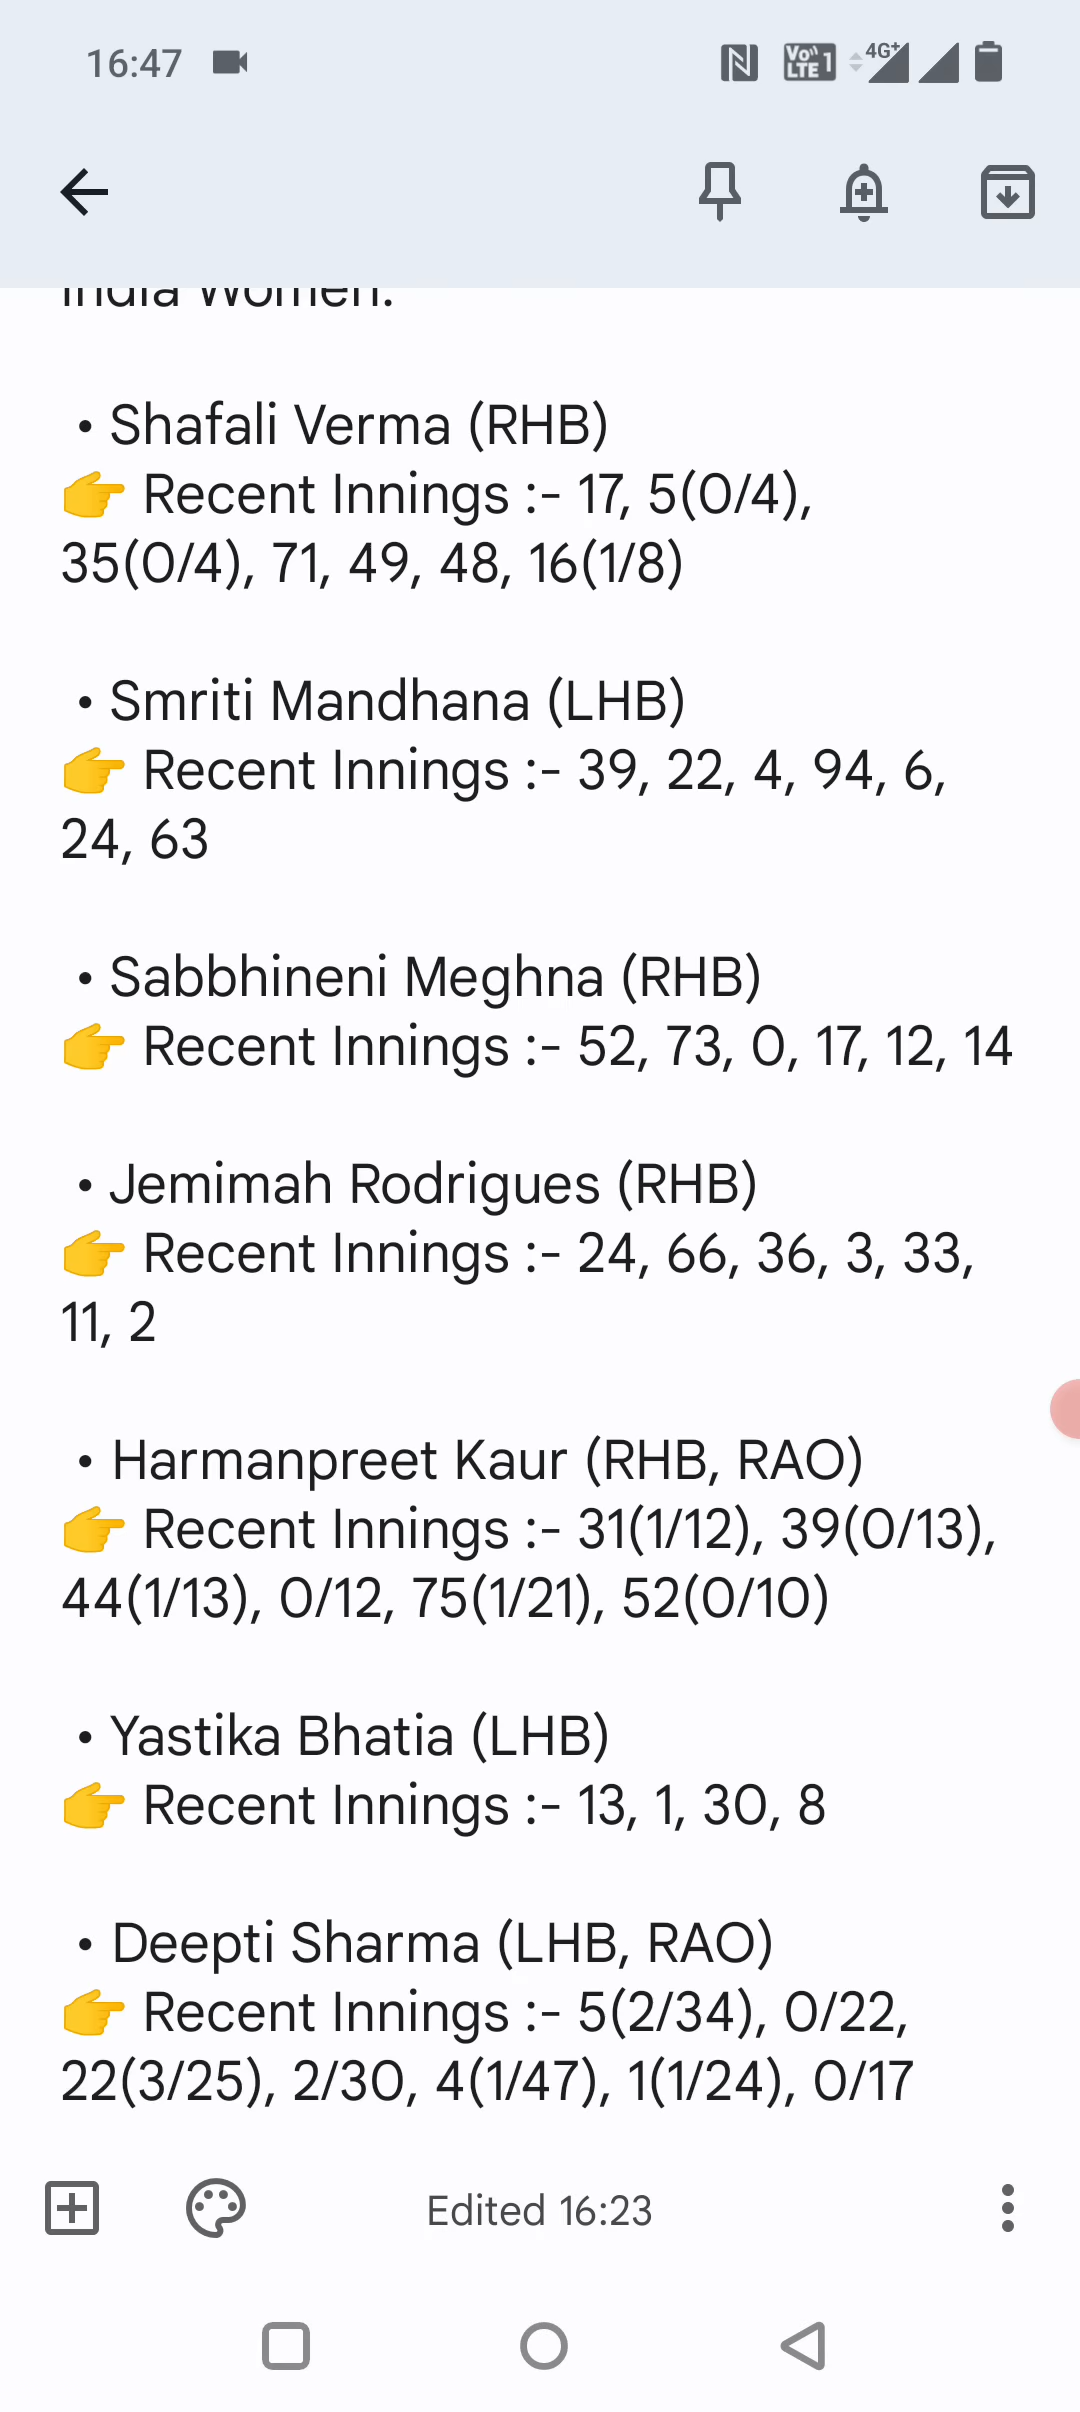 16:47
Vo)) LTE 1
4G+
India Women:
• Shafali Verma (RHB)
👉 Recent Innings :- 17, 5(0/4),
35(0/4), 71, 49, 48, 16(1/8)
• Smriti Mandhana (LHB)
👉 Recent Innings :- 39, 22, 4, 94, 6,
24, 63
• Sabbhineni Meghna (RHB)
👉 Recent Innings :- 52, 73, 0, 17, 12, 14
• Jemimah Rodrigues (RHB)
👉 Recent Innings :- 24, 66, 36, 3, 33,
11, 2
• Harmanpreet Kaur (RHB, RAO)
👉 Recent Innings :- 31(1/12), 39(0/13),
44(1/13), 0/12, 75(1/21), 52(0/10)
• Yastika Bhatia (LHB)
👉 Recent Innings :- 13, 1, 30, 8
• Deepti Sharma (LHB, RAO)
👉 Recent Innings :- 5(2/34), 0/22,
22(3/25), 2/30, 4(1/47), 1(1/24), 0/17
Edited 16:23